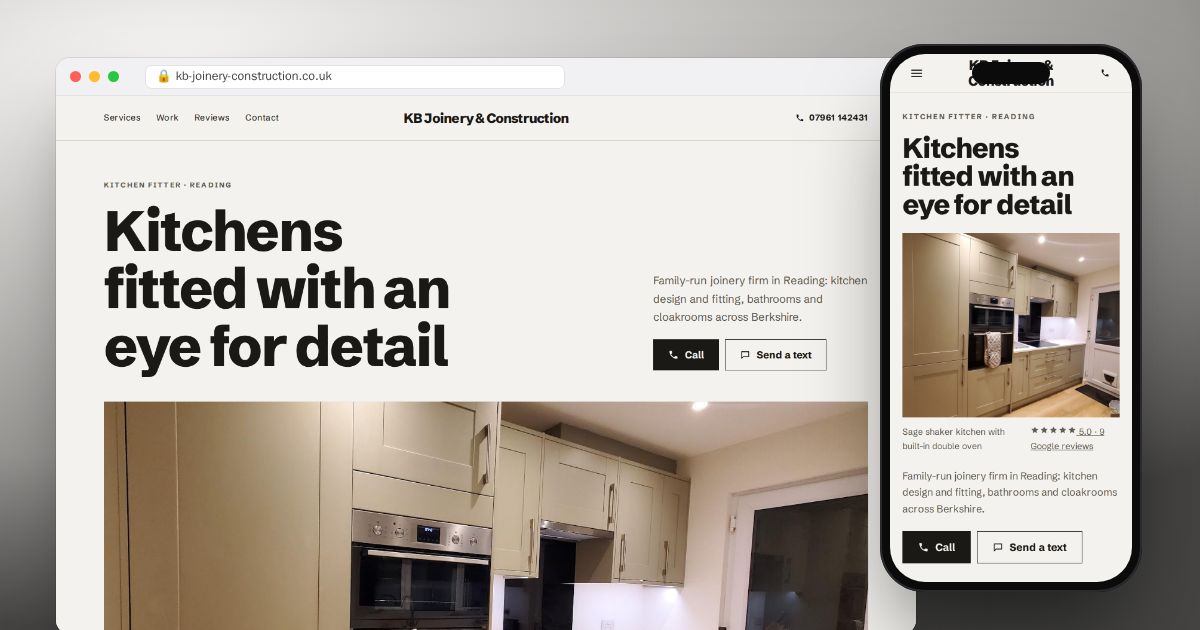 kb-joinery-construction.co.uk
Services Work Reviews Contact
KB Joinery & Construction
07961 142431
KITCHEN FITTER · READING
Kitchens
fitted with an
eye for detail
Family-run joinery firm in Reading: kitchen
design and fitting, bathrooms and
cloakrooms across Berkshire.
Call
Send a text
&
Construction
KITCHEN FITTER · READING
Kitchens
fitted with an
eye for detail
Sage shaker kitchen with
built-in double oven
★★★★★ 5.0 · 9
Google reviews
Family-run joinery firm in Reading: kitchen
design and fitting, bathrooms and cloakrooms
across Berkshire.
Call
Send a text